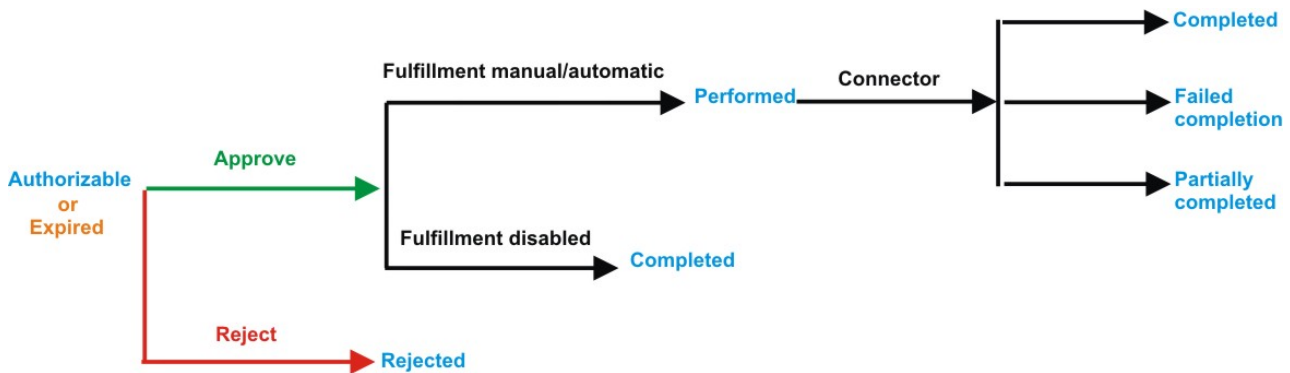 Completed
Fulfillment manual/automatic
Performed
Connector
Failed
completion
Approve
Authorizable
or
Expired
Partially
completed
Fulfillment disabled
Completed
Reject
Rejected